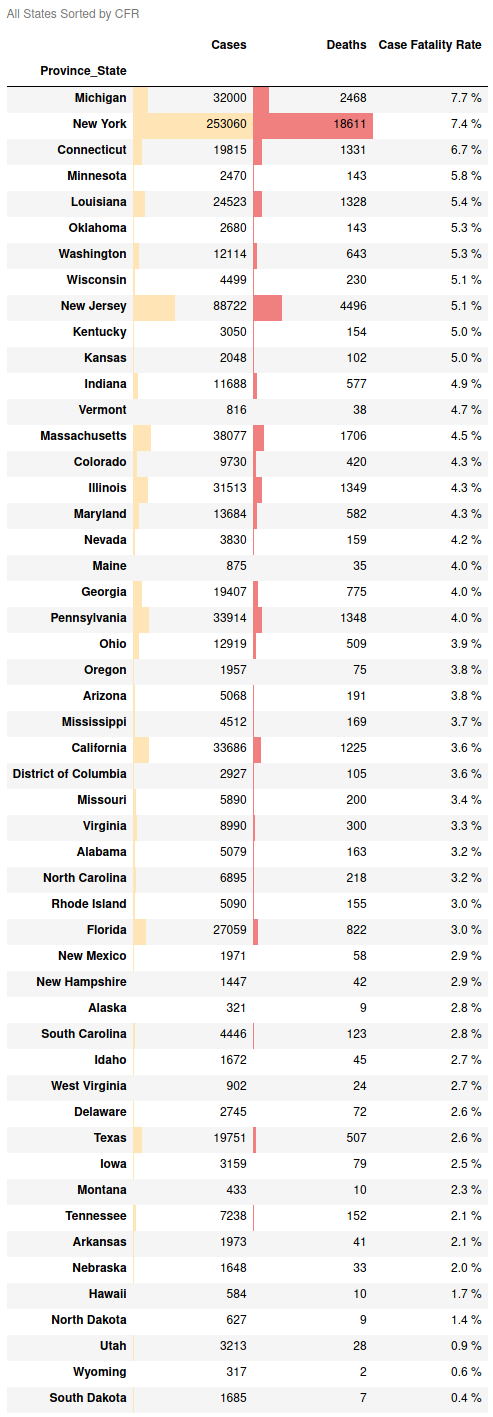 All States Sorted by CFR
Cases Deaths Case Fatality Rate
Province_State
Michigan 32000 2468 7.7 %
New York 253060 18611 7.4 %
Connecticut 19815 1331 6.7 %
Minnesota 2470 143 5.8 %
Louisiana 24523 1328 5.4 %
Oklahoma 2680 143 5.3 %
Washington 12114 643 5.3 %
Wisconsin 4499 230 5.1 %
New Jersey 88722 4496 5.1 %
Kentucky 3050 154 5.0 %
Kansas 2048 102 5.0 %
Indiana 11688 577 4.9 %
Vermont 816 38 4.7 %
Massachusetts 38077 1706 4.5 %
Colorado 9730 420 4.3 %
Illinois 31513 1349 4.3 %
Maryland 13684 582 4.3 %
Nevada 3830 159 4.2 %
Maine 875 35 4.0 %
Georgia 19407 775 4.0 %
Pennsylvania 33914 1348 4.0 %
Ohio 12919 509 3.9 %
Oregon 1957 75 3.8 %
Arizona 5068 191 3.8 %
Mississippi 4512 169 3.7 %
California 33686 1225 3.6 %
District of Columbia 2927 105 3.6 %
Missouri 5890 200 3.4 %
Virginia 8990 300 3.3 %
Alabama 5079 163 3.2 %
North Carolina 6895 218 3.2 %
Rhode Island 5090 155 3.0 %
Florida 27059 822 3.0 %
New Mexico 1971 58 2.9 %
New Hampshire 1447 42 2.9 %
Alaska 321 9 2.8 %
South Carolina 4446 123 2.8 %
Idaho 1672 45 2.7 %
West Virginia 902 24 2.7 %
Delaware 2745 72 2.6 %
Texas 19751 507 2.6 %
Iowa 3159 79 2.5 %
Montana 433 10 2.3 %
Tennessee 7238 152 2.1 %
Arkansas 1973 41 2.1 %
Nebraska 1648 33 2.0 %
Hawaii 584 10 1.7 %
North Dakota 627 9 1.4 %
Utah 3213 28 0.9 %
Wyoming 317 2 0.6 %
South Dakota 1685 7 0.4 %